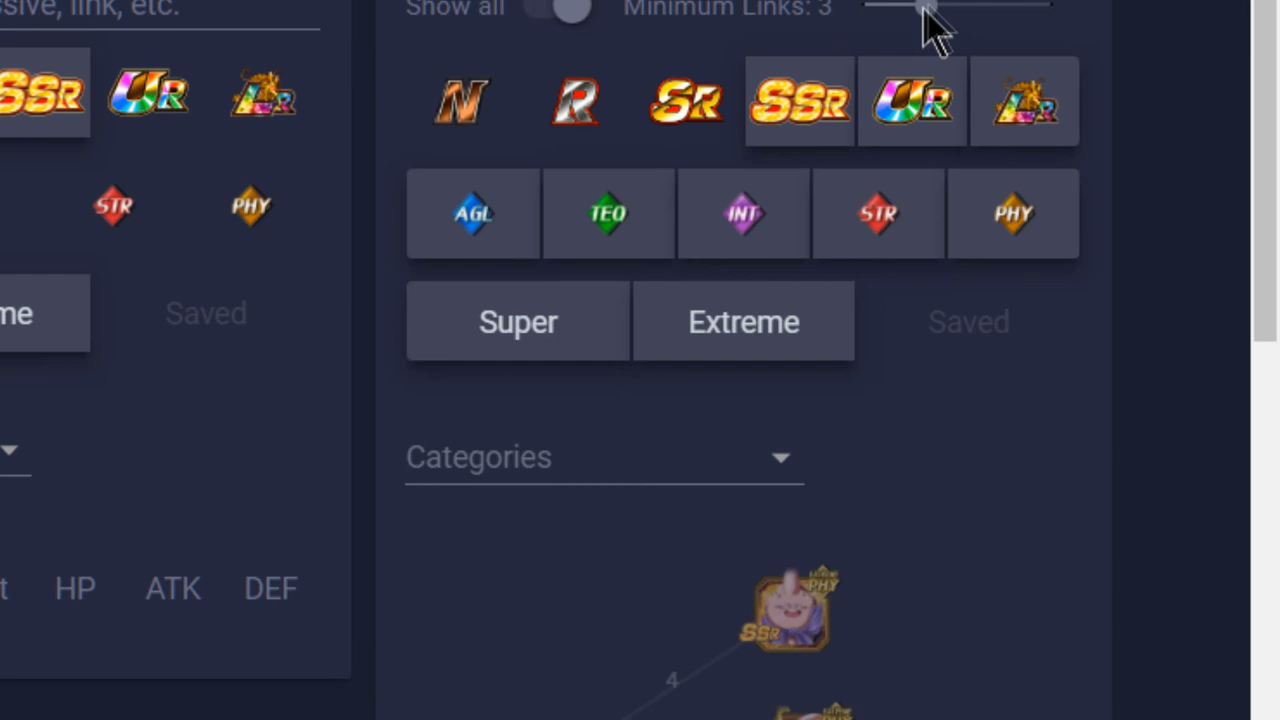 sive, link, etc.
SSR UR LR
STR PHY
me Saved
t HP ATK DEF
Show all Minimum Links: 3
N R SR SSR UR LR
AGL TEQ INT STR PHY
Super Extreme Saved
Categories
PHY
SSR
4